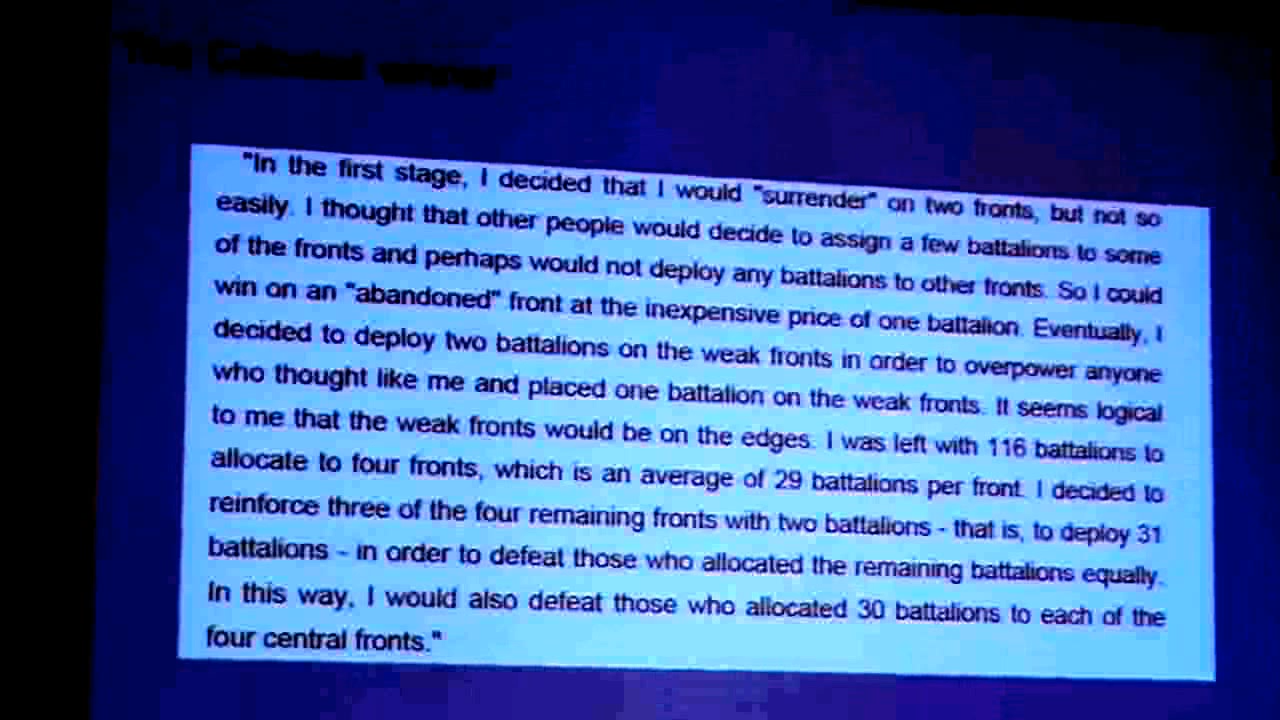 The winner
"In the first stage, I decided that I would "surrender" on two fronts, but not so
easily. I thought that other people would decide to assign a few battalions to some
of the fronts and perhaps would not deploy any battalions to other fronts. So I could
win on an "abandoned" front at the inexpensive price of one battalion. Eventually, I
decided to deploy two battalions on the weak fronts in order to overpower anyone
who thought like me and placed one battalion on the weak fronts. It seems logical
to me that the weak fronts would be on the edges. I was left with 116 battalions to
allocate to four fronts, which is an average of 29 battalions per front. I decided to
reinforce three of the four remaining fronts with two battalions - that is, to deploy 31
battalions - in order to defeat those who allocated the remaining battalions equally.
In this way, I would also defeat those who allocated 30 battalions to each of the
four central fronts."